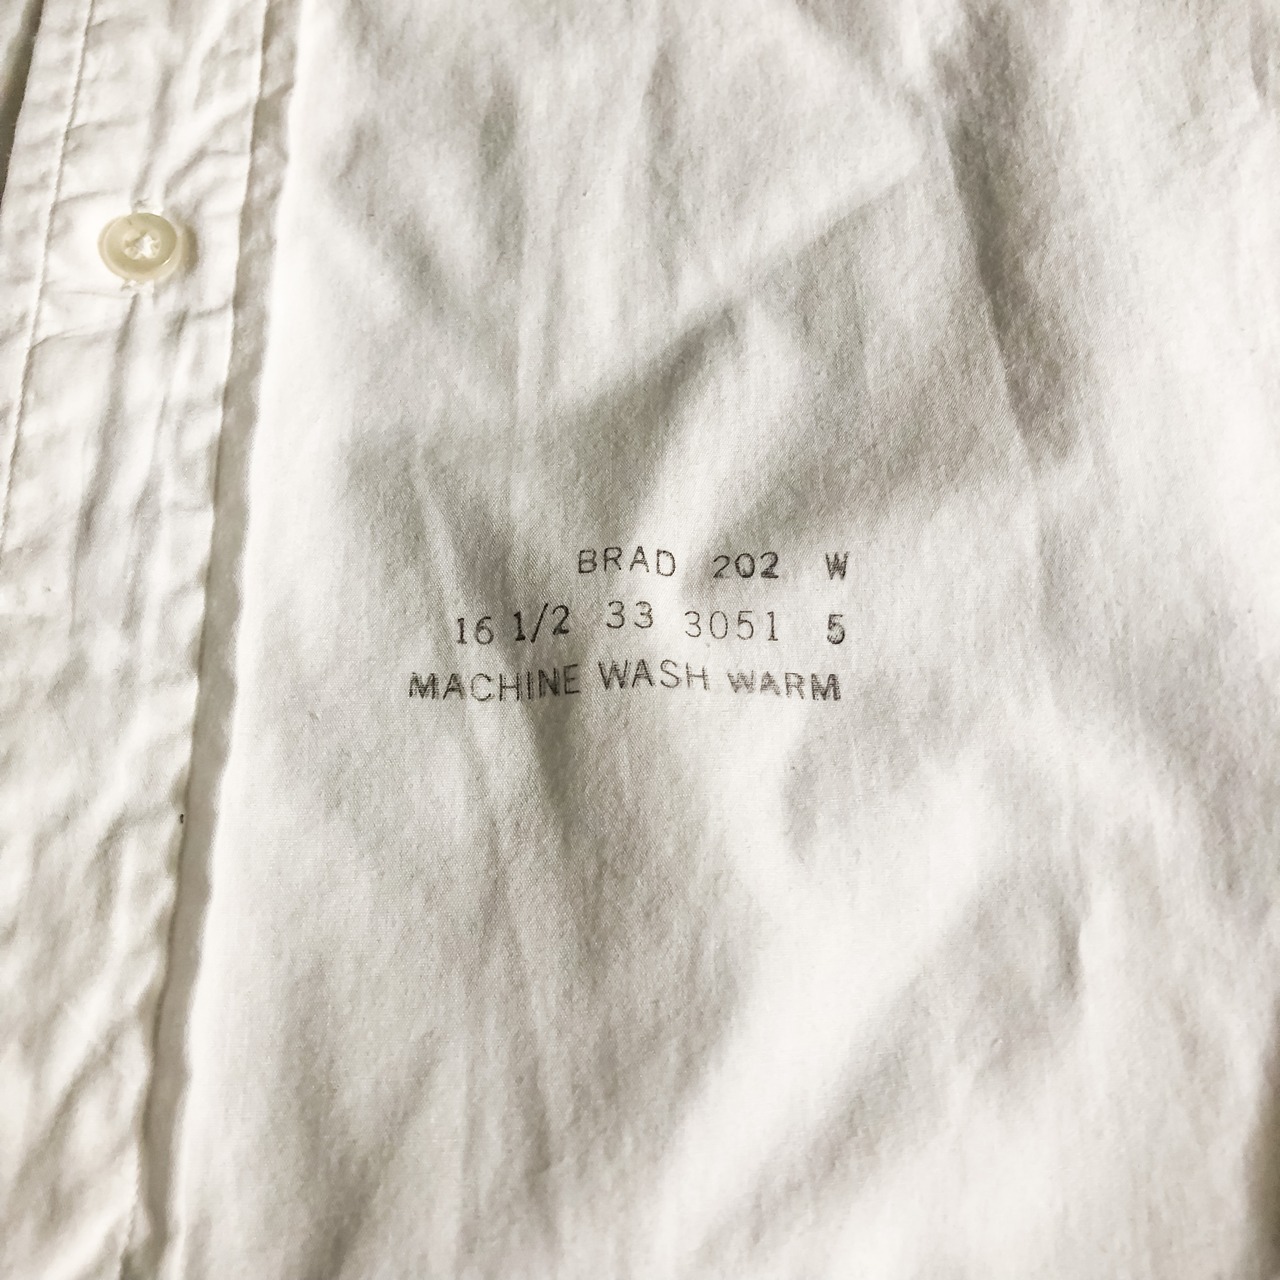 BRAD 202 W
16 1/2 33 3051 5
MACHINE WASH WARM